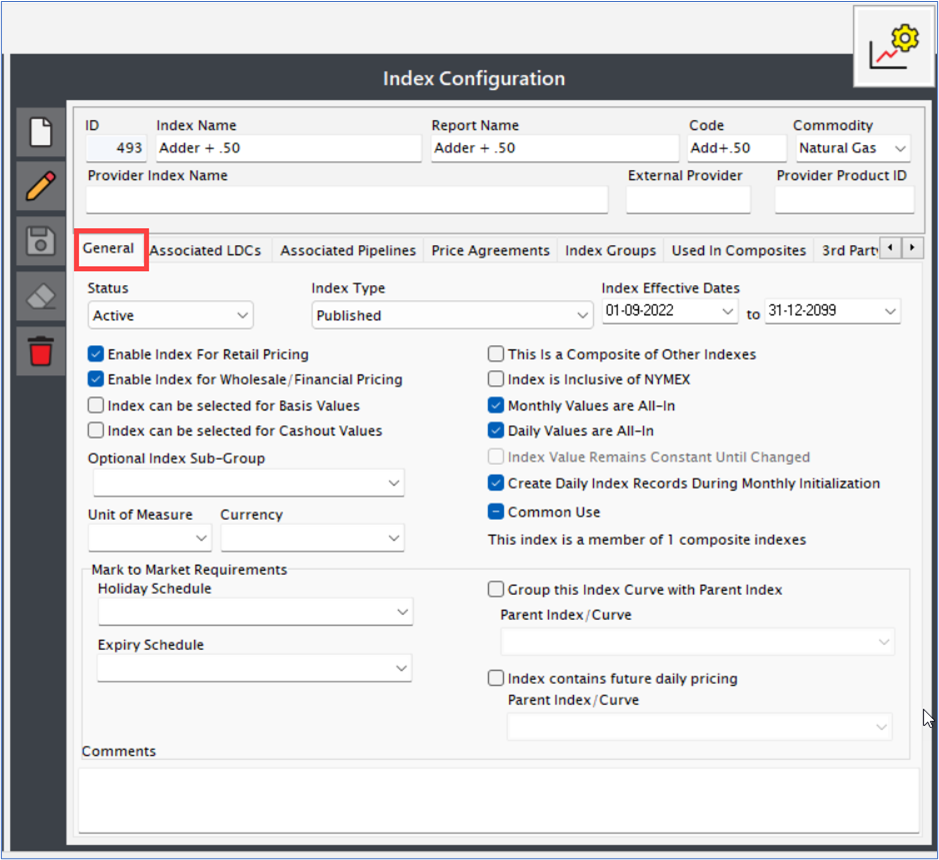 Index Configuration
ID Index Name Report Name Code Commodity
493 Adder + .50 Adder + .50 Add+.50 Natural Gas
Provider Index Name External Provider Provider Product ID
General Associated LDCs Associated Pipelines Price Agreements Index Groups Used In Composites 3rd Party
Status Index Type Index Effective Dates
Active Published 01-09-2022 to 31-12-2099
Enable Index For Retail Pricing This Is a Composite of Other Indexes
Enable Index for Wholesale/Financial Pricing Index is Inclusive of NYMEX
Index can be selected for Basis Values Monthly Values are All-In
Index can be selected for Cashout Values Daily Values are All-In
Optional Index Sub-Group Index Value Remains Constant Until Changed
Create Daily Index Records During Monthly Initialization
Unit of Measure Currency Common Use
This index is a member of 1 composite indexes
Mark to Market Requirements
Holiday Schedule Group this Index Curve with Parent Index
Parent Index/Curve
Expiry Schedule
Index contains future daily pricing
Parent Index/Curve
Comments